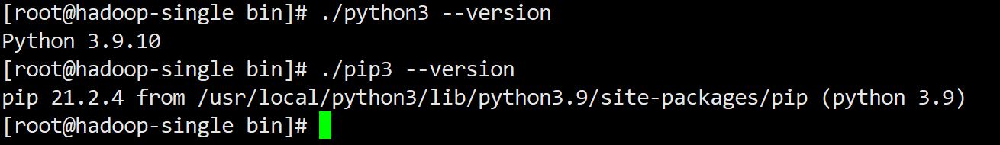 [root@hadoop-single bin]# ./python3 --version
Python 3.9.10
[root@hadoop-single bin]# ./pip3 --version
pip 21.2.4 from /usr/local/python3/lib/python3.9/site-packages/pip (python 3.9)
[root@hadoop-single bin]#